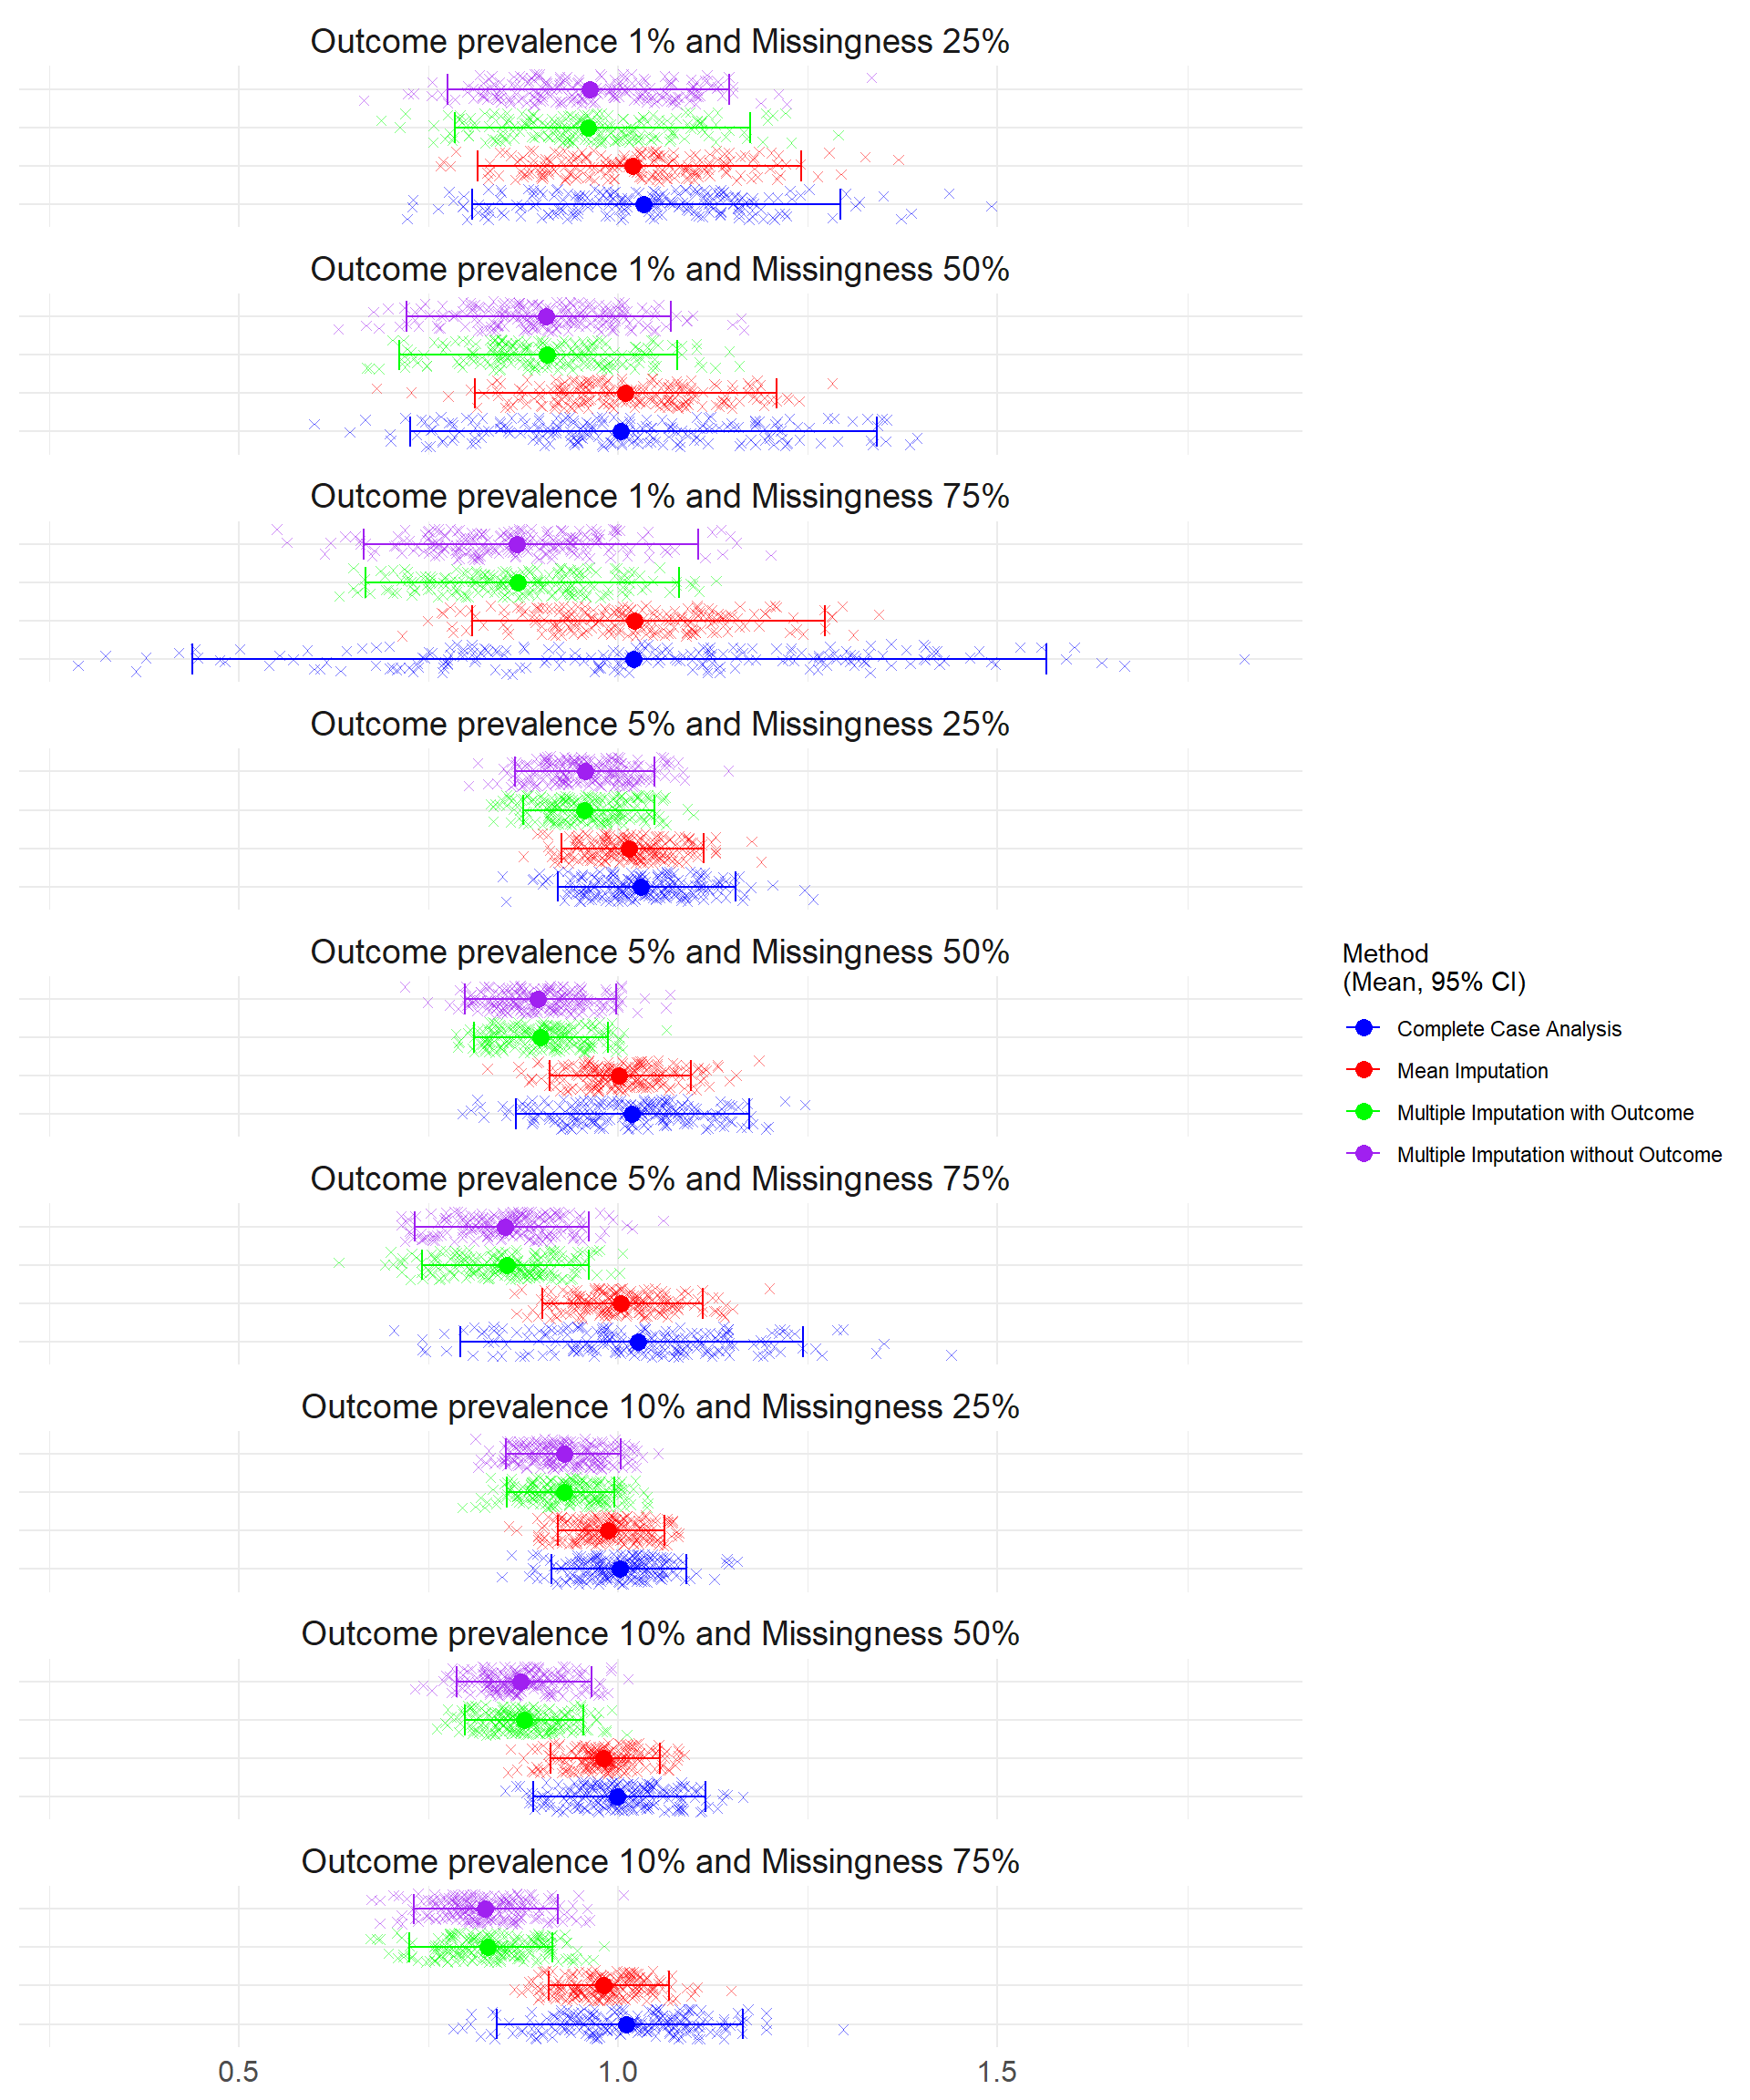 Outcome prevalence 1% and Missingness 25%
Outcome prevalence 1% and Missingness 50%
Outcome prevalence 1% and Missingness 75%
Outcome prevalence 5% and Missingness 25%
Outcome prevalence 5% and Missingness 50%
Outcome prevalence 5% and Missingness 75%
Outcome prevalence 10% and Missingness 25%
Outcome prevalence 10% and Missingness 50%
Outcome prevalence 10% and Missingness 75%
0.5 1.0 1.5
Method
(Mean, 95% CI)
Complete Case Analysis
Mean Imputation
Multiple Imputation with Outcome
Multiple Imputation without Outcome